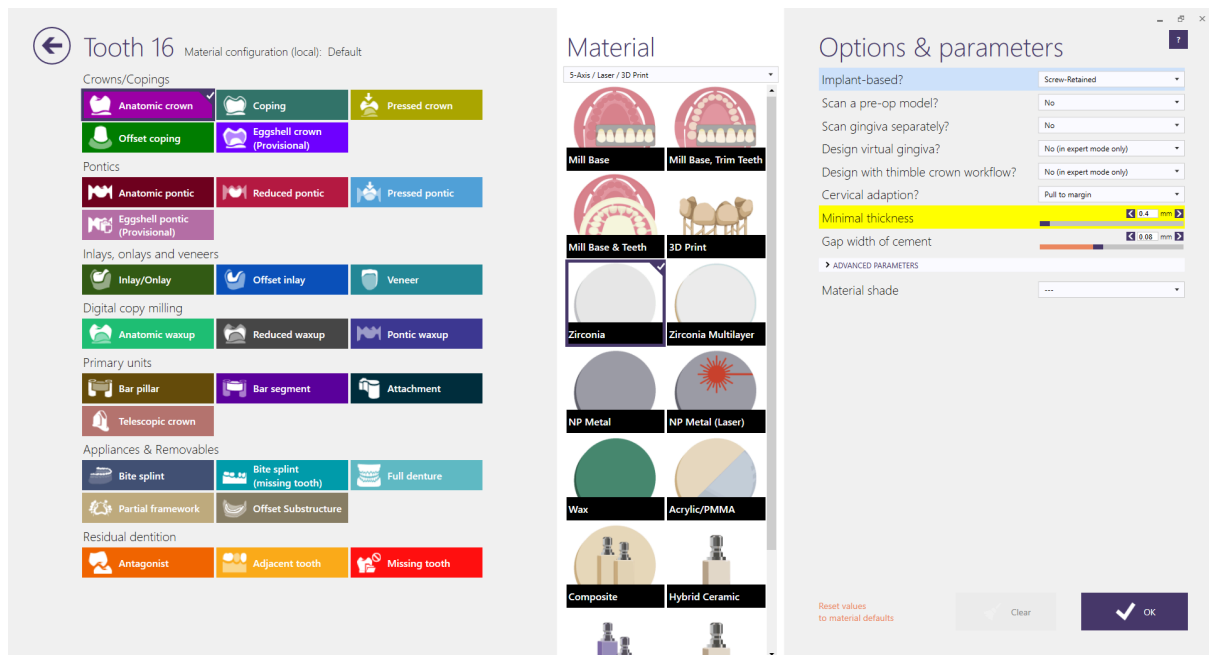 Tooth 16 Material configuration (local): Default
Crowns/Copings
Anatomic crown
Coping
Pressed crown
Offset coping
Eggshell crown
(Provisional)
Pontics
Anatomic pontic
Reduced pontic
Pressed pontic
Eggshell pontic
(Provisional)
Inlays, onlays and veneers
Inlay/Onlay
Offset inlay
Veneer
Digital copy milling
Anatomic waxup
Reduced waxup
Pontic waxup
Primary units
Bar pillar
Bar segment
Attachment
Telescopic crown
Appliances & Removables
Bite splint
Bite splint
(missing tooth)
Full denture
Partial framework
Offset Substructure
Residual dentition
Antagonist
Adjacent tooth
Missing tooth
Material
5-Axis / Laser / 3D Print
Mill Base
Mill Base, Trim Teeth
Mill Base & Teeth
3D Print
Zirconia
Zirconia Multilayer
NP Metal
NP Metal (Laser)
Wax
Acrylic/PMMA
Composite
Hybrid Ceramic
?
Options & parameters
Implant-based? Screw-Retained
Scan a pre-op model? No
Scan gingiva separately? No
Design virtual gingiva? No (in expert mode only)
Design with thimble crown workflow? No (in expert mode only)
Cervical adaption? Pull to margin
Minimal thickness 0.4 mm
Gap width of cement 0.08 mm
ADVANCED PARAMETERS
Material shade ---
Reset values
to material defaults
Clear
OK